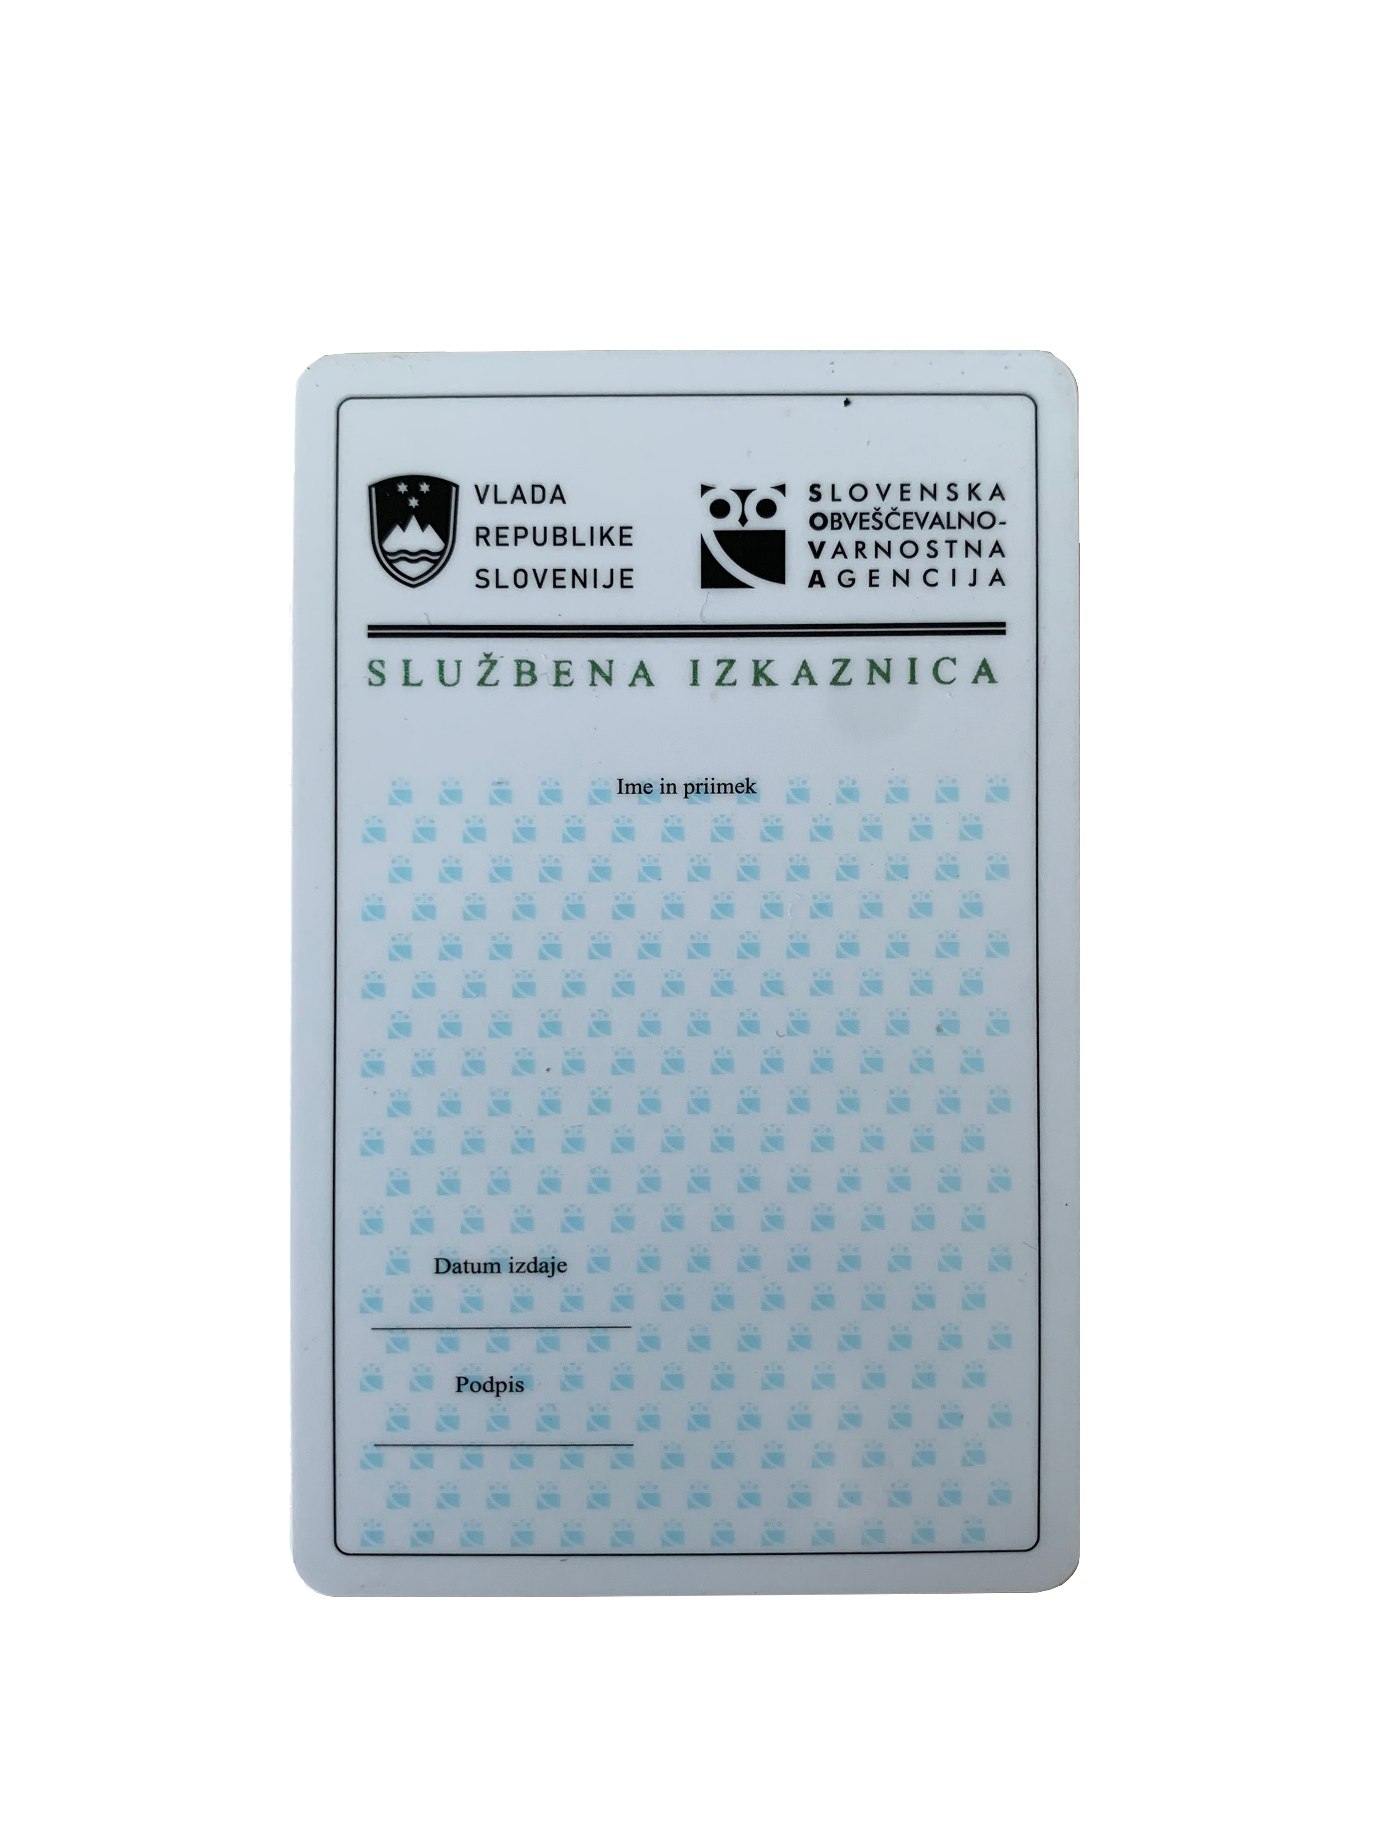 VLADA
REPUBLIKE
SLOVENIJE
SLOVENSKA
OBVEŠČEVALNO-
VARNOSTNA
AGENCIJA
SLUŽBENA IZKAZNICA
Ime in priimek
Datum izdaje
Podpis